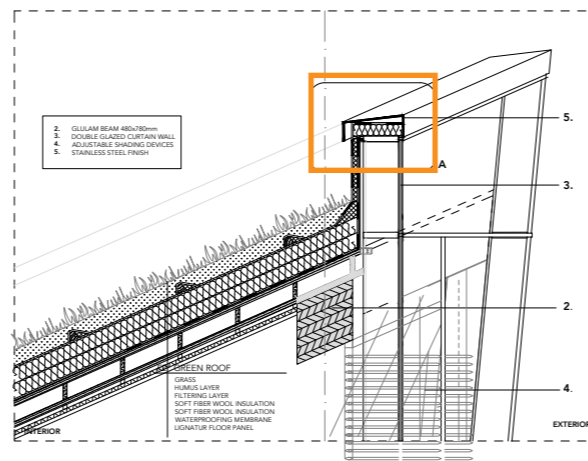 2. GLULAM BEAM 480x780mm
3. DOUBLE GLAZED CURTAIN WALL
4. ADJUSTABLE SHADING DEVICES
5. STAINLESS STEEL FINISH
5.
A
3.
2.
4.
GREEN ROOF
GRASS
HUMUS LAYER
FILTERING LAYER
SOFT FIBER WOOL INSULATION
SOFT FIBER WOOL INSULATION
WATERPROOFING MEMBRANE
LIGNATUR FLOOR PANEL
INTERIOR
EXTERIOR